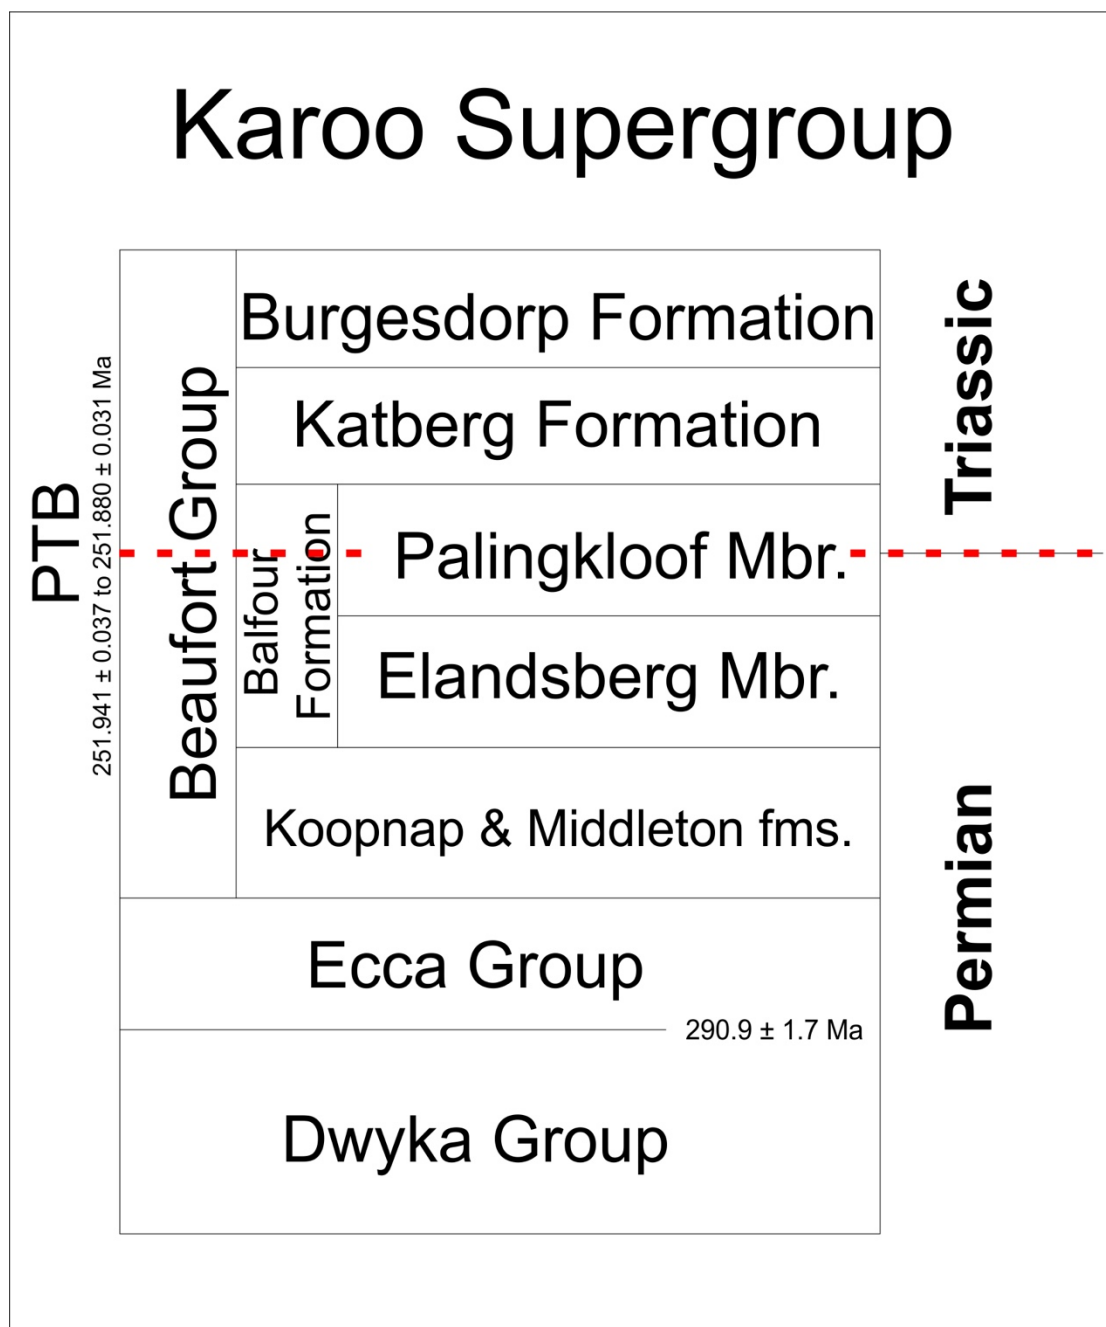 Karoo Supergroup
PTB
251.941 ± 0.037 to 251.880 ± 0.031 Ma
Beaufort Group
Burgesdorp Formation
Katberg Formation
Balfour
Formation
Palingkloof Mbr.
Elandsberg Mbr.
Koopnap & Middleton fms.
Ecca Group
290.9 ± 1.7 Ma
Dwyka Group
Triassic
Permian